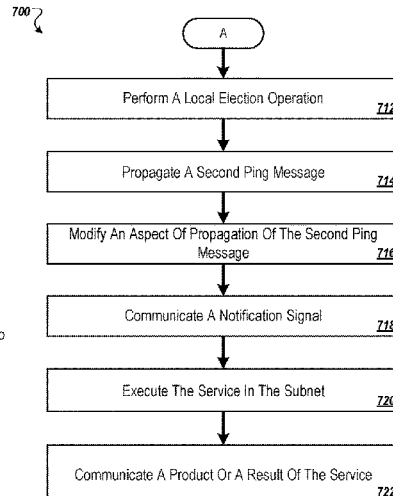 700
A
Perform A Local Election Operation
712
Propagate A Second Ping Message
714
Modify An Aspect Of Propagation Of The Second Ping
Message
716
Communicate A Notification Signal
718
Execute The Service In The Subnet
720
Communicate A Product Or A Result Of The Service
722